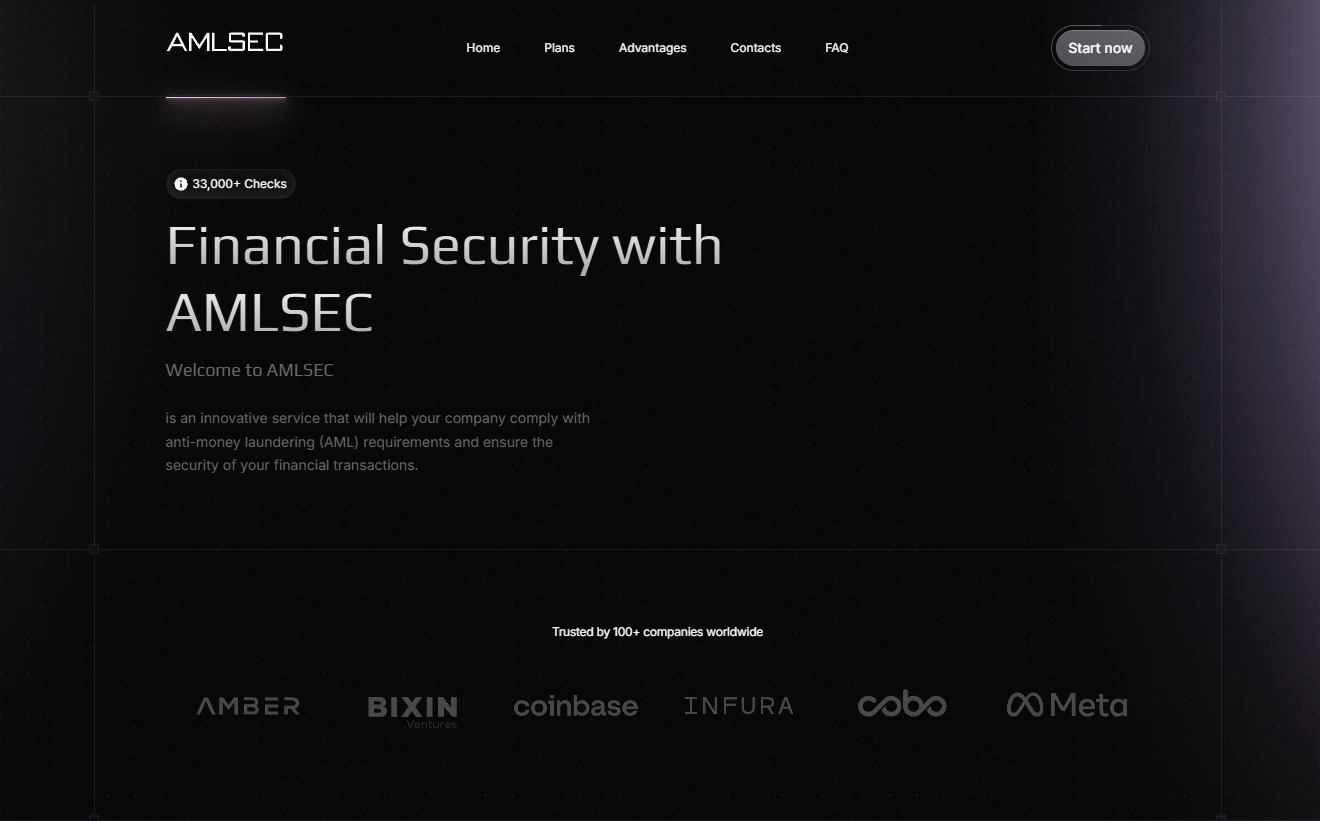 AMLSEC
Home Plans Advantages Contacts FAQ
Start now
33,000+ Checks
Financial Security with
AMLSEC
Welcome to AMLSEC
is an innovative service that will help your company comply with
anti-money laundering (AML) requirements and ensure the
security of your financial transactions.
Trusted by 100+ companies worldwide
AMBER
BIXIN
Ventures
coinbase
INFURA
cobo
Meta